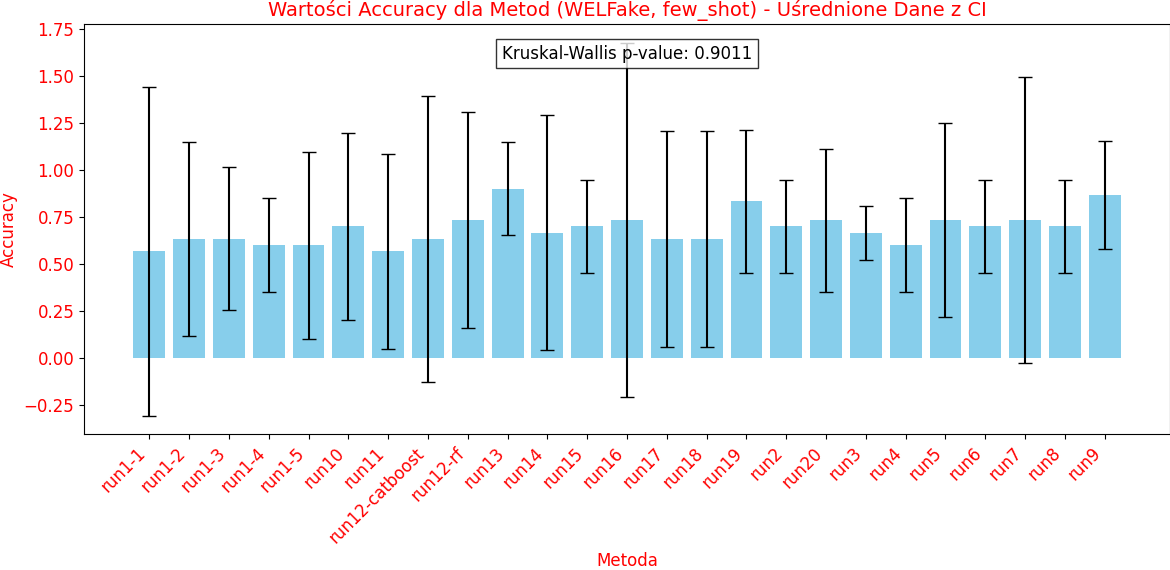 Wartości Accuracy dla Metod (WELFake, few_shot) - Uśrednione Dane z CI
Kruskal-Wallis p-value: 0.9011
Accuracy
1.75
1.50
1.25
1.00
0.75
0.50
0.25
0.00
−0.25
run1-1
run1-2
run1-3
run1-4
run1-5
run10
run11
run12-catboost
run12-rf
run13
run14
run15
run16
run17
run18
run19
run2
run20
run3
run4
run5
run6
run7
run8
run9
Metoda